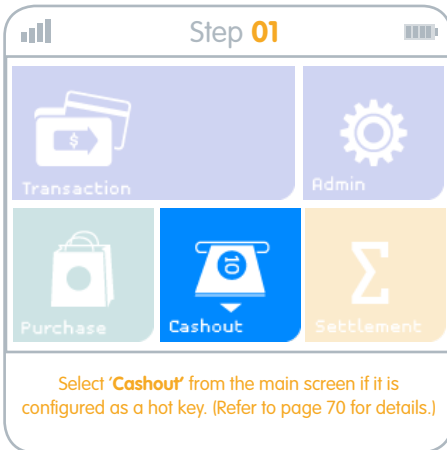 Step 01
$
Transaction
Admin
10
Purchase
Cashout
Settlement
Select ‘Cashout’ from the main screen if it is
configured as a hot key. (Refer to page 70 for details.)